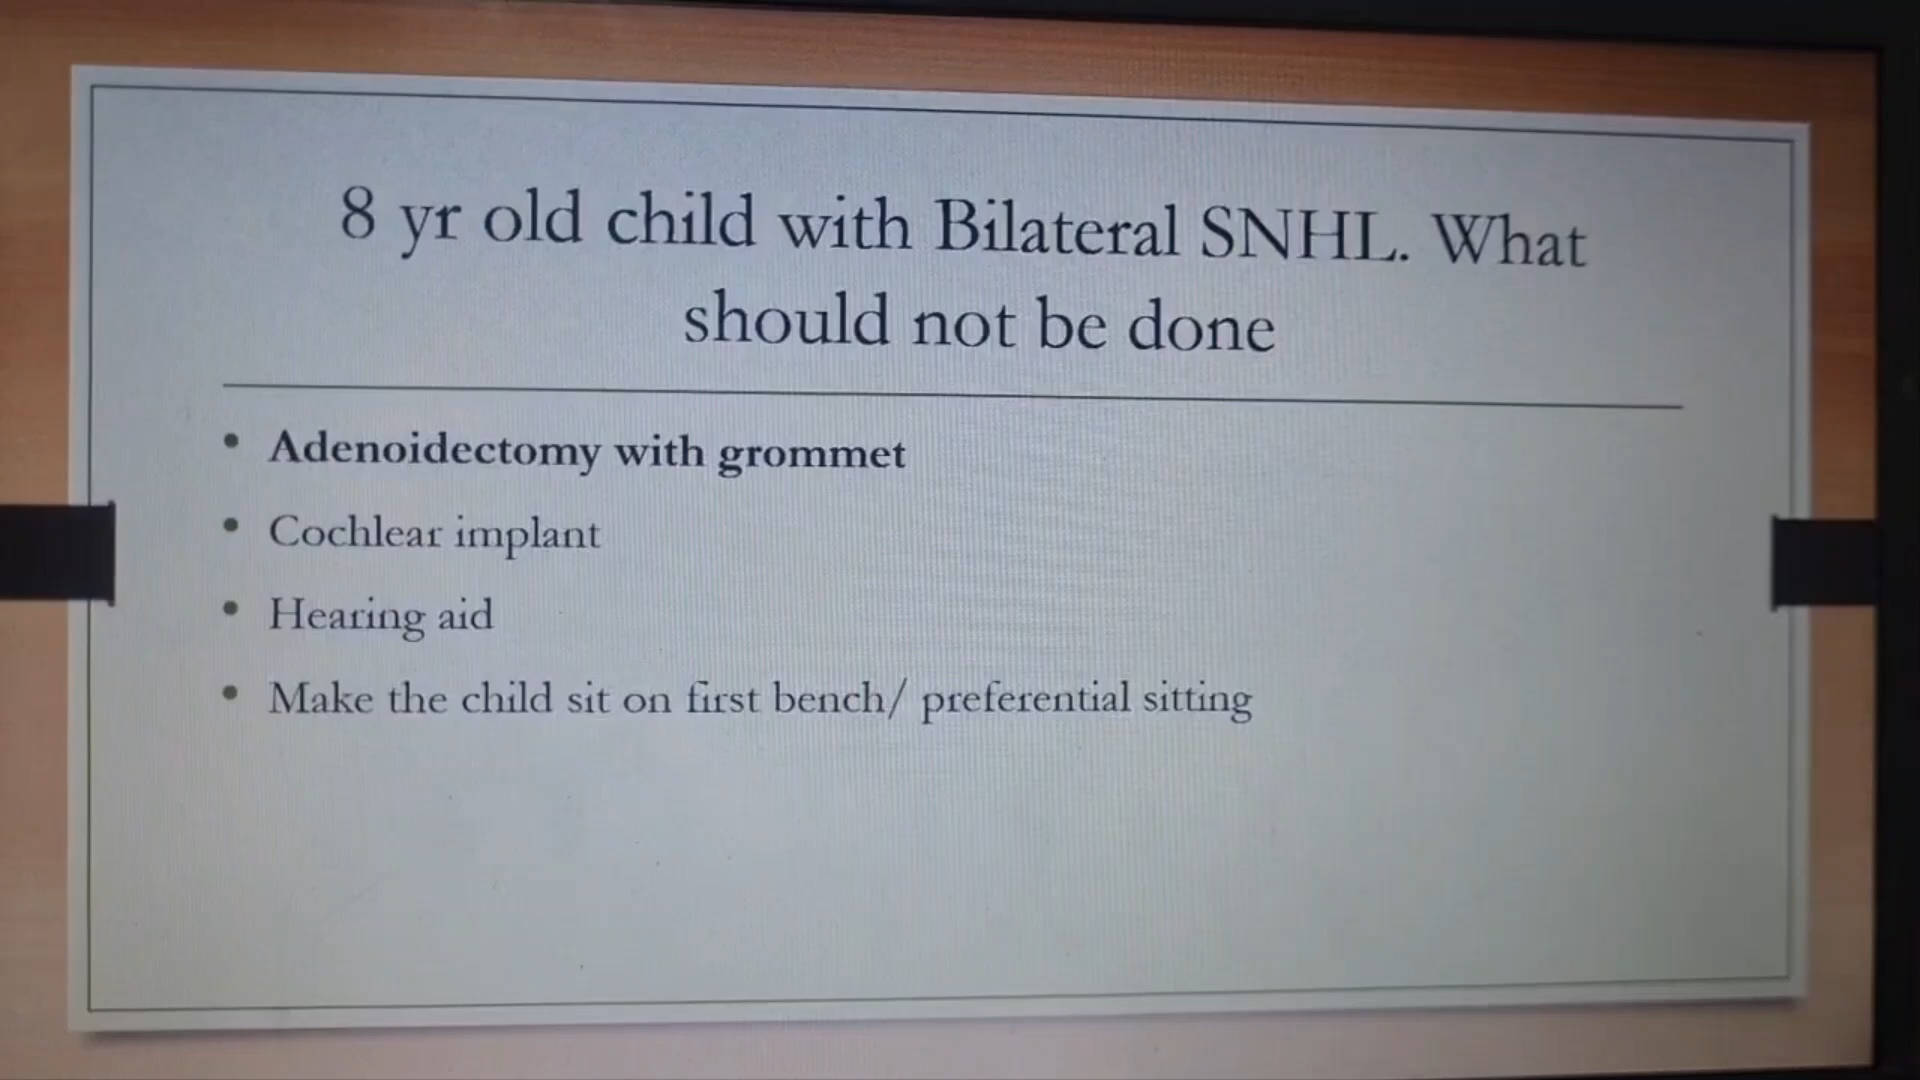 8 yr old child with Bilateral SNHL. What
should not be done
• Adenoidectomy with grommet
• Cochlear implant
• Hearing aid
• Make the child sit on first bench/ preferential sitting